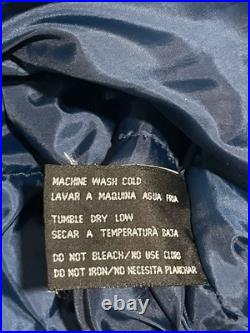 MACHINE WASH COLD
LAVAR A MAQUINA AGUA FRIA
TUMBLE DRY LOW
SECAR A TEMPERATURA BAJA
DO NOT BLEACH/NO USE CLORO
DO NOT IRON/NO NECESITA PLANCHAR